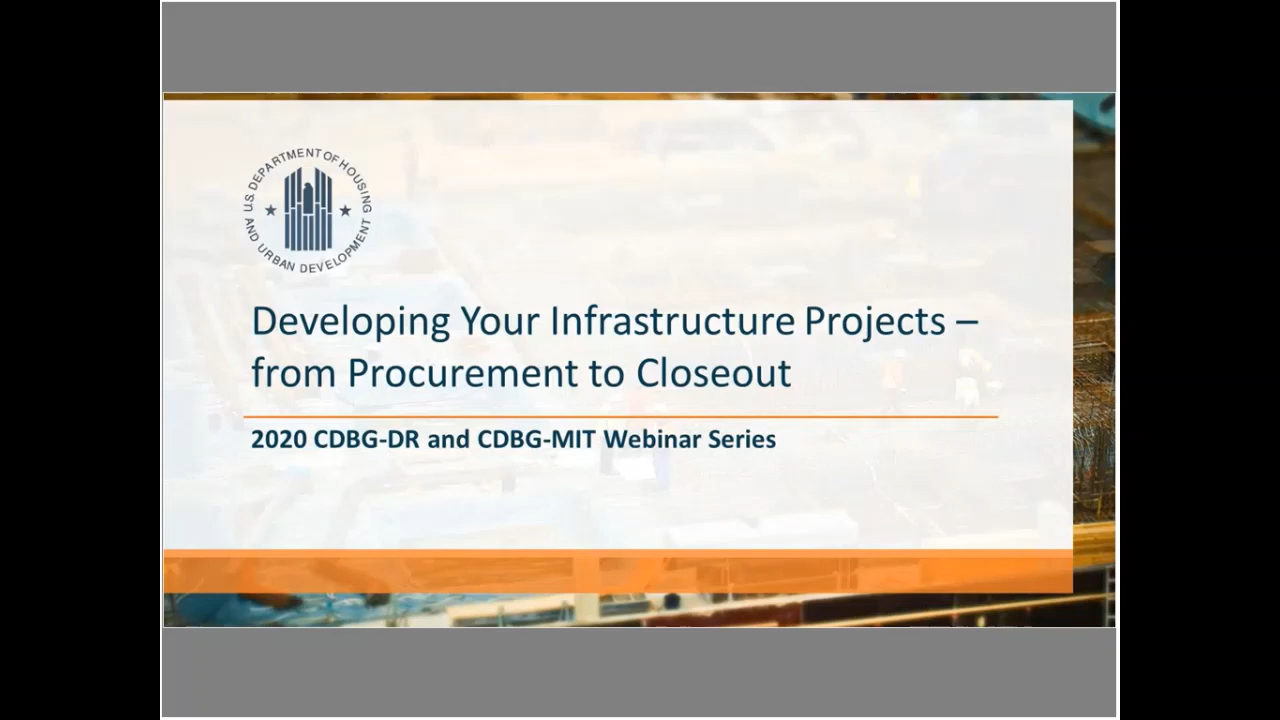 U.S. DEPARTMENT OF HOUSING
AND URBAN DEVELOPMENT
Developing Your Infrastructure Projects –
from Procurement to Closeout
2020 CDBG-DR and CDBG-MIT Webinar Series